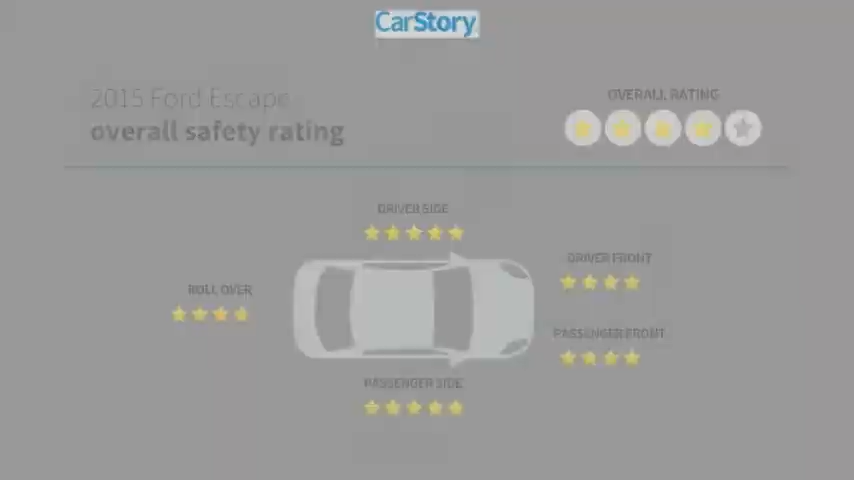 CarStory
2015 Ford Escape
overall safety rating
OVERALL RATING
DRIVER SIDE
DRIVER FRONT
ROLL OVER
PASSENGER FRONT
PASSENGER SIDE